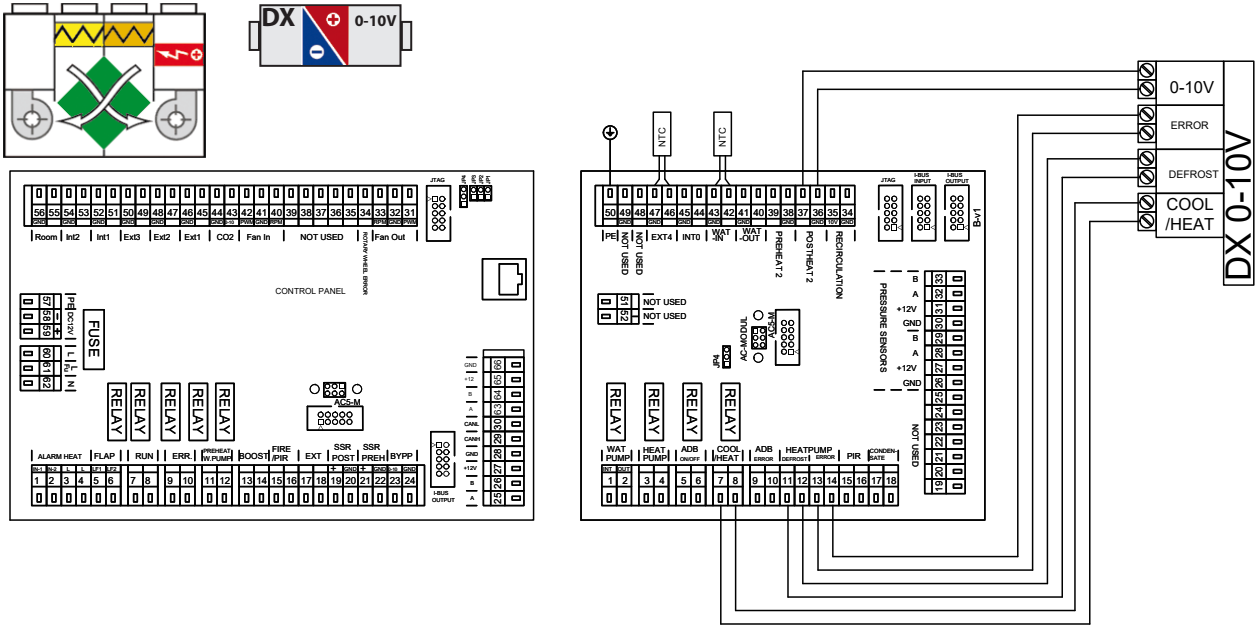 DX
0-10V
JTAG
JP4
JP3
JP2
JP1
56 55 54 53 52 51 50 49 48 47 46 45 44 43 42 41 40 39 38 37 36 35 34 33 32 31
GND GND GND GND GND GND 0-10 PWM GND RPM RPM GND PWM
Room Int2 Int1 Ext3 Ext2 Ext1 CO2 Fan In NOT USED ROTARY WHEEL ERROR Fan Out
CONTROL PANEL
57 PE
58 - DC12V
59 +
FUSE
60 L
61 L Fu
62 N
RELAY RELAY RELAY RELAY RELAY
AC5-M
GND 66
+12 65
B 64
A 63
CANL 30
CANH 29
GND 28
+12V 27
B 26
A 25
I-BUS
OUTPUT
ALARM HEAT FLAP RUN ERR. PREHEAT W.PUMP BOOST FIRE /PIR EXT SSR POST SSR PREH BYPP
IN-1 IN-2 L L LF1 LF2 + GND + GND 0-10 GND
1 2 3 4 5 6 7 8 9 10 11 12 13 14 15 16 17 18 19 20 21 22 23 24
NTC
NTC
50 49 48 47 46 45 44 43 42 41 40 39 38 37 36 35 34
GND GND GND GND GND GND 10V GND
PE NOT USED NOT USED EXT4 INT0 WAT -IN WAT -OUT PREHEAT 2 POSTHEAT 2 RECIRCULATION
JTAG
I-BUS
INPUT
I-BUS
OUTPUT
B-v1
51 NOT USED
52 NOT USED
AC-MODUL
AC5-M
JP4
PRESSURE SENSORS
B 33
A 32
+12V 31
GND 30
B 29
A 28
+12V 27
GND 26
25
24
NOT USED
23
22
21
20
19
RELAY RELAY RELAY RELAY
WAT PUMP HEAT PUMP ADB ON/OFF COOL /HEAT ADB ERROR HEATPUMP DEFROST ERROR PIR CONDEN- SATE
INT OUT
1 2 3 4 5 6 7 8 9 10 11 12 13 14 15 16 17 18
0-10V
ERROR
DEFROST
COOL
/HEAT
DX 0-10V